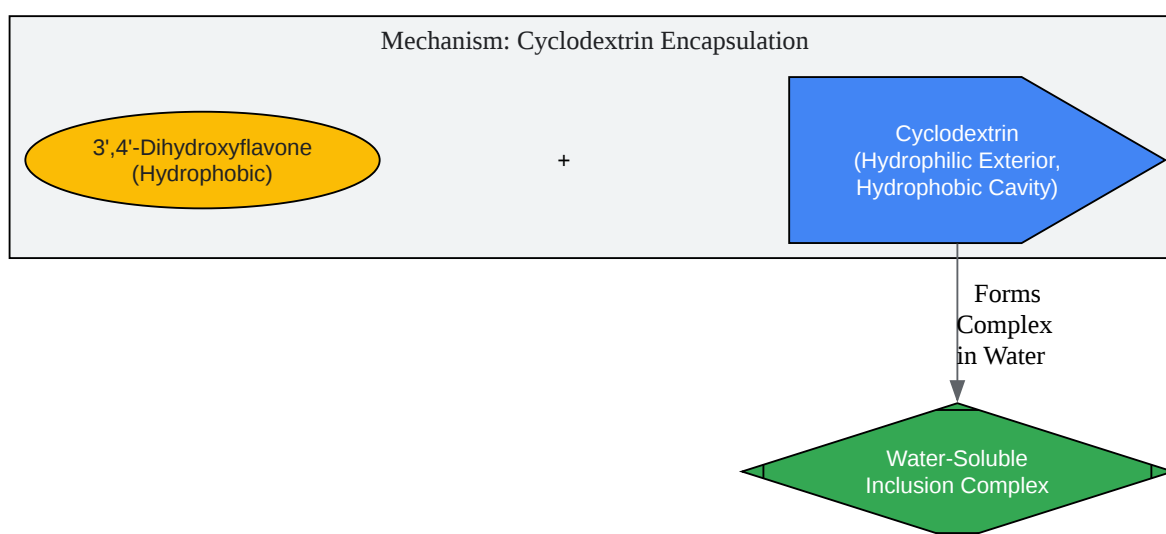 Mechanism: Cyclodextrin Encapsulation
3',4'-Dihydroxyflavone
(Hydrophobic)
+
Cyclodextrin
(Hydrophilic Exterior,
Hydrophobic Cavity)
Forms
Complex
in Water
Water-Soluble
Inclusion Complex